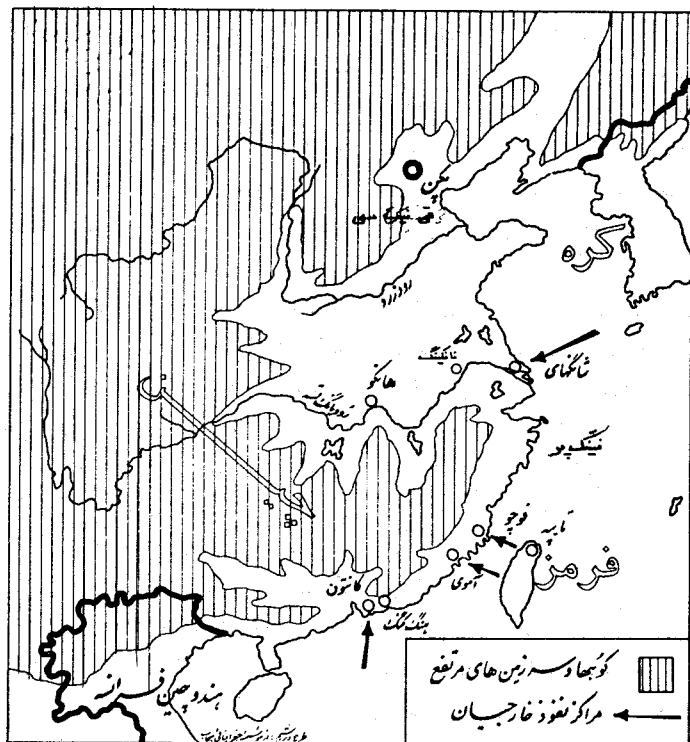 پکن
کره
رود زرد
نانکینگ
شانگهای
هانکو
چین
نینگ پو
فوچو
تایپه
آموی
فرمز
کانتون
هنگ کنگ
هندوچین فرانسه
کوهها و سرزمین های مرتفع
مراکز نفوذ خارجیان